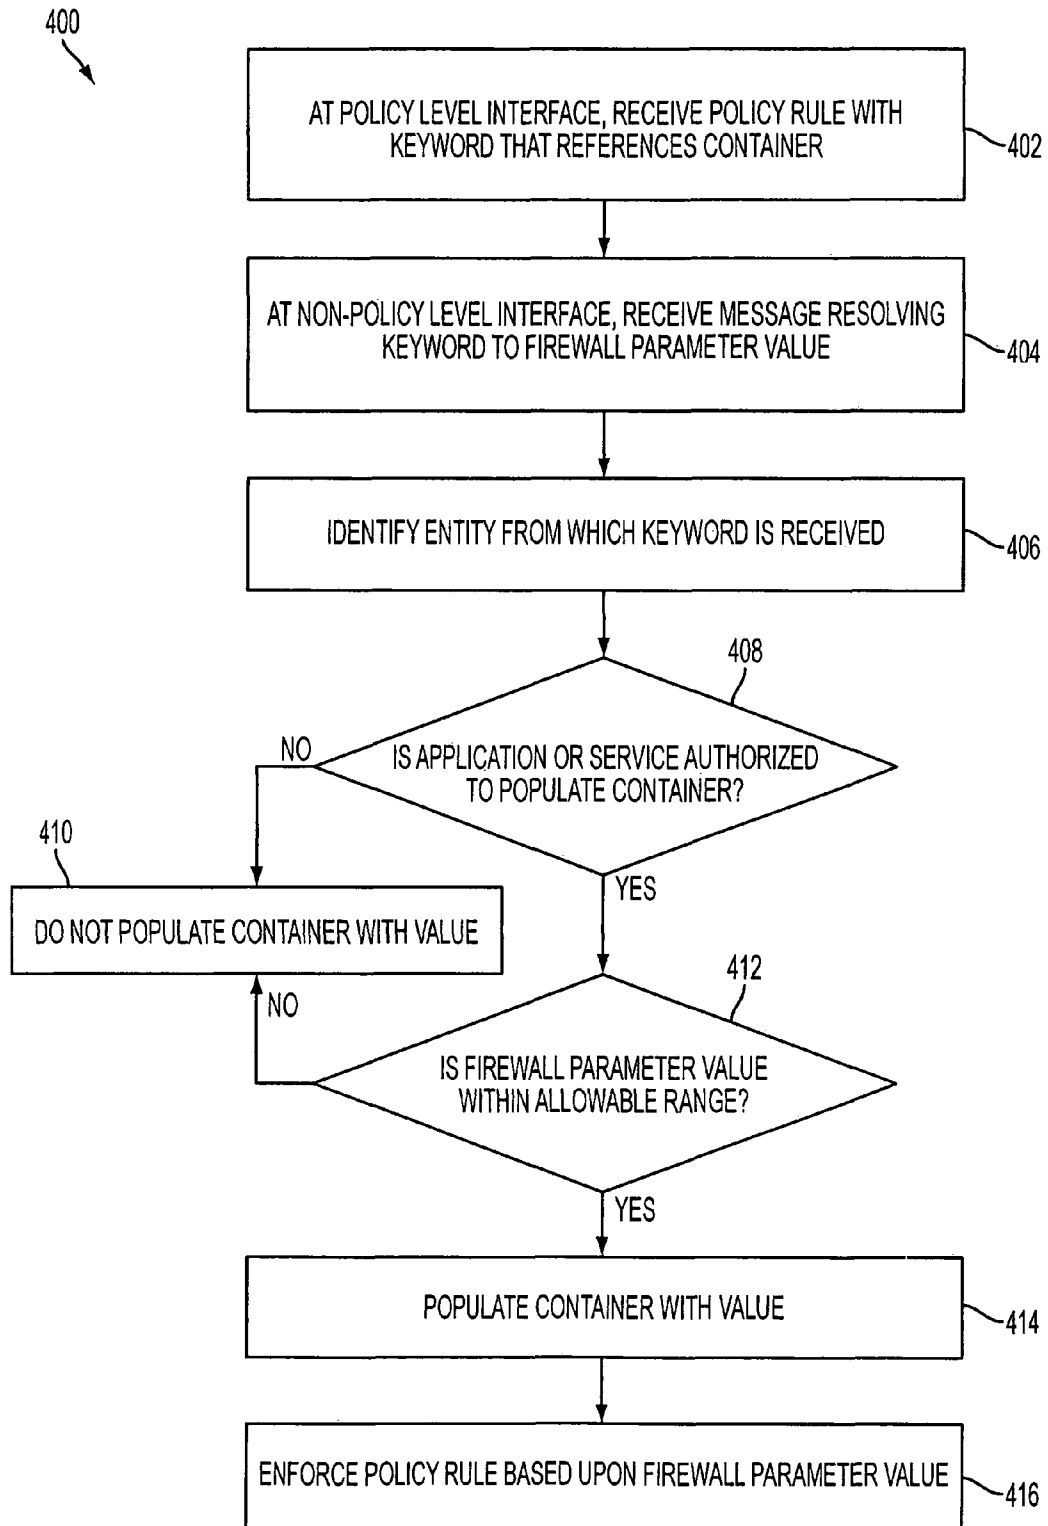 400
AT POLICY LEVEL INTERFACE, RECEIVE POLICY RULE WITH
KEYWORD THAT REFERENCES CONTAINER
402
AT NON-POLICY LEVEL INTERFACE, RECEIVE MESSAGE RESOLVING
KEYWORD TO FIREWALL PARAMETER VALUE
404
IDENTIFY ENTITY FROM WHICH KEYWORD IS RECEIVED
406
408
IS APPLICATION OR SERVICE AUTHORIZED
TO POPULATE CONTAINER?
NO
YES
410
DO NOT POPULATE CONTAINER WITH VALUE
412
NO
IS FIREWALL PARAMETER VALUE
WITHIN ALLOWABLE RANGE?
YES
POPULATE CONTAINER WITH VALUE
414
ENFORCE POLICY RULE BASED UPON FIREWALL PARAMETER VALUE
416